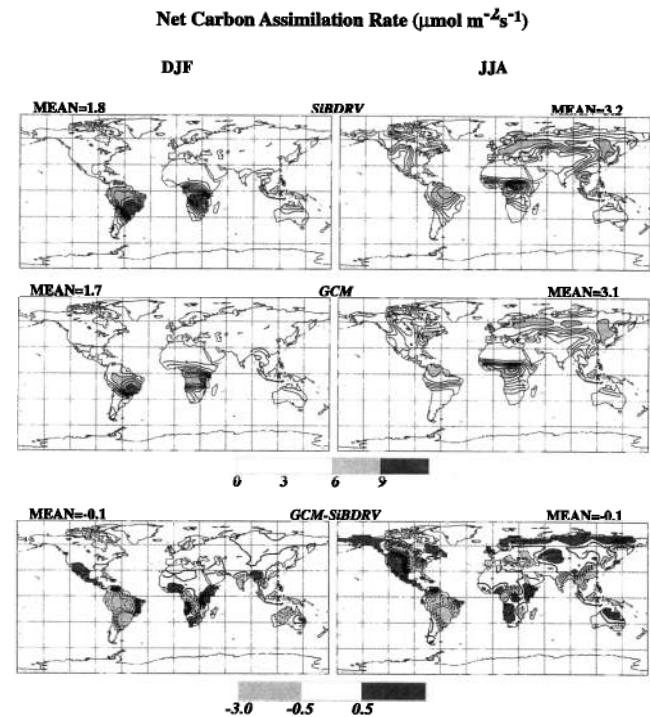 Net Carbon Assimilation Rate (μmol m⁻²s⁻¹)
DJF JJA
MEAN=1.8 SiBDRV MEAN=3.2
MEAN=1.7 GCM MEAN=3.1
0 3 6 9
MEAN=-0.1 GCM-SiBDRV MEAN=-0.1
-3.0 -0.5 0.5